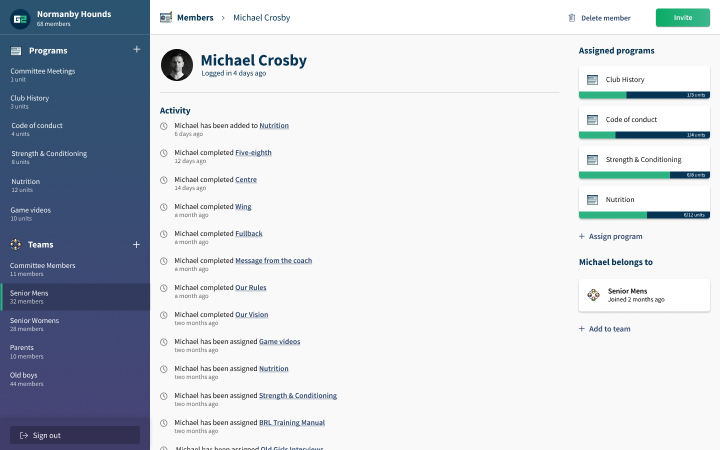 Normanby Hounds
68 members
Programs
Committee Meetings
1 unit
Club History
3 units
Code of conduct
4 units
Strength & Conditioning
8 units
Nutrition
12 units
Game videos
10 units
Teams
Committee Members
11 members
Senior Mens
32 members
Senior Womens
28 members
Parents
10 members
Old boys
44 members
Sign out
Members > Michael Crosby
Delete member
Invite
Michael Crosby
Logged in 4 days ago
Activity
Michael has been added to Nutrition
6 days ago
Michael completed Five-eighth
12 days ago
Michael completed Centre
14 days ago
Michael completed Wing
a month ago
Michael completed Fullback
a month ago
Michael completed Message from the coach
a month ago
Michael completed Our Rules
a month ago
Michael completed Our Vision
two months ago
Michael has been assigned Game videos
two months ago
Michael has been assigned Nutrition
two months ago
Michael has been assigned Strength & Conditioning
two months ago
Michael has been assigned BRL Training Manual
two months ago
Michael has been assigned Old Girls Interviews
Assigned programs
Club History
1/3 units
Code of conduct
1/4 units
Strength & Conditioning
6/8 units
Nutrition
6/12 units
+ Assign program
Michael belongs to
Senior Mens
Joined 2 months ago
+ Add to team